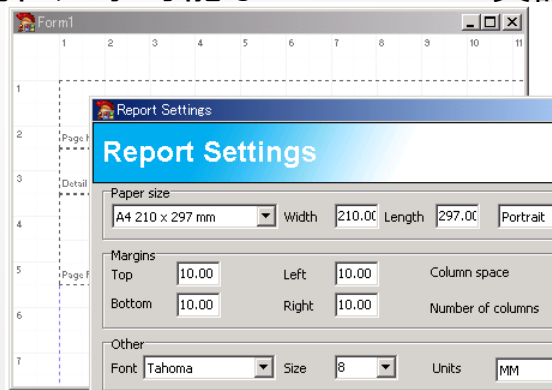 Form1
1 2 3 4 5 6 7 8 9 10 11
1
Report Settings
2
Page
Report Settings
3
Detail
Paper size
A4 210 x 297 mm Width 210.00 Length 297.00 Portrait
4
Margins
Top 10.00 Left 10.00 Column space
5
Page
Bottom 10.00 Right 10.00 Number of columns
6
Other
7
Font Tahoma Size 8 Units MM